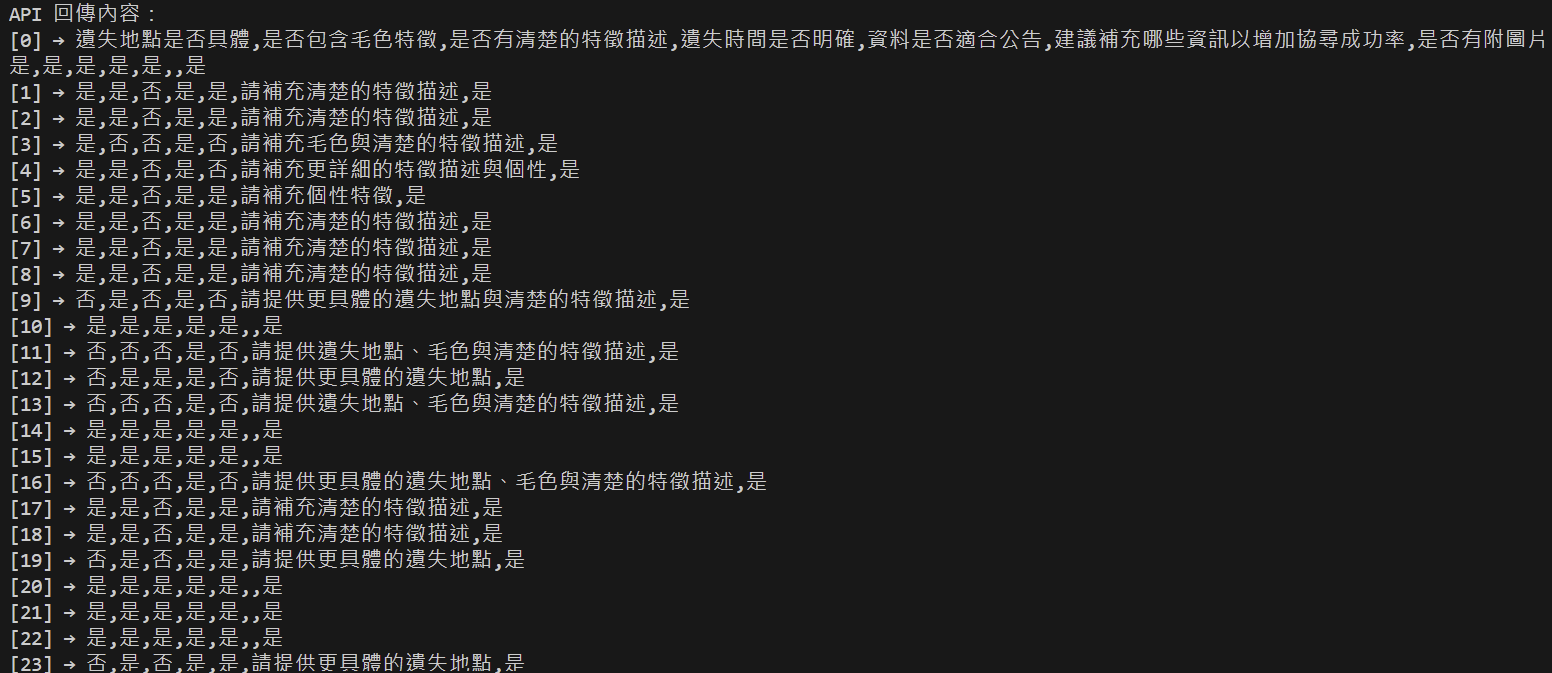 API 回傳內容：
[0] → 遺失地點是否具體,是否包含毛色特徵,是否有清楚的特徵描述,遺失時間是否明確,資料是否適合公告,建議補充哪些資訊以增加協尋成功率,是否有附圖片
是,是,是,是,是,,是
[1] → 是,是,否,是,是,請補充清楚的特徵描述,是
[2] → 是,是,否,是,是,請補充清楚的特徵描述,是
[3] → 是,否,否,是,否,請補充毛色與清楚的特徵描述,是
[4] → 是,是,否,是,否,請補充更詳細的特徵描述與個性,是
[5] → 是,是,否,是,是,請補充個性特徵,是
[6] → 是,是,否,是,是,請補充清楚的特徵描述,是
[7] → 是,是,否,是,是,請補充清楚的特徵描述,是
[8] → 是,是,否,是,是,請補充清楚的特徵描述,是
[9] → 否,是,否,是,否,請提供更具體的遺失地點與清楚的特徵描述,是
[10] → 是,是,是,是,是,,是
[11] → 否,否,否,是,否,請提供遺失地點、毛色與清楚的特徵描述,是
[12] → 否,是,是,是,否,請提供更具體的遺失地點,是
[13] → 否,否,否,是,否,請提供遺失地點、毛色與清楚的特徵描述,是
[14] → 是,是,是,是,是,,是
[15] → 是,是,是,是,是,,是
[16] → 否,否,否,是,否,請提供更具體的遺失地點、毛色與清楚的特徵描述,是
[17] → 是,是,否,是,是,請補充清楚的特徵描述,是
[18] → 是,是,否,是,是,請補充清楚的特徵描述,是
[19] → 否,是,否,是,是,請提供更具體的遺失地點,是
[20] → 是,是,是,是,是,,是
[21] → 是,是,是,是,是,,是
[22] → 是,是,是,是,是,,是
[23] → 否,是,否,是,是,請提供更具體的遺失地點,是